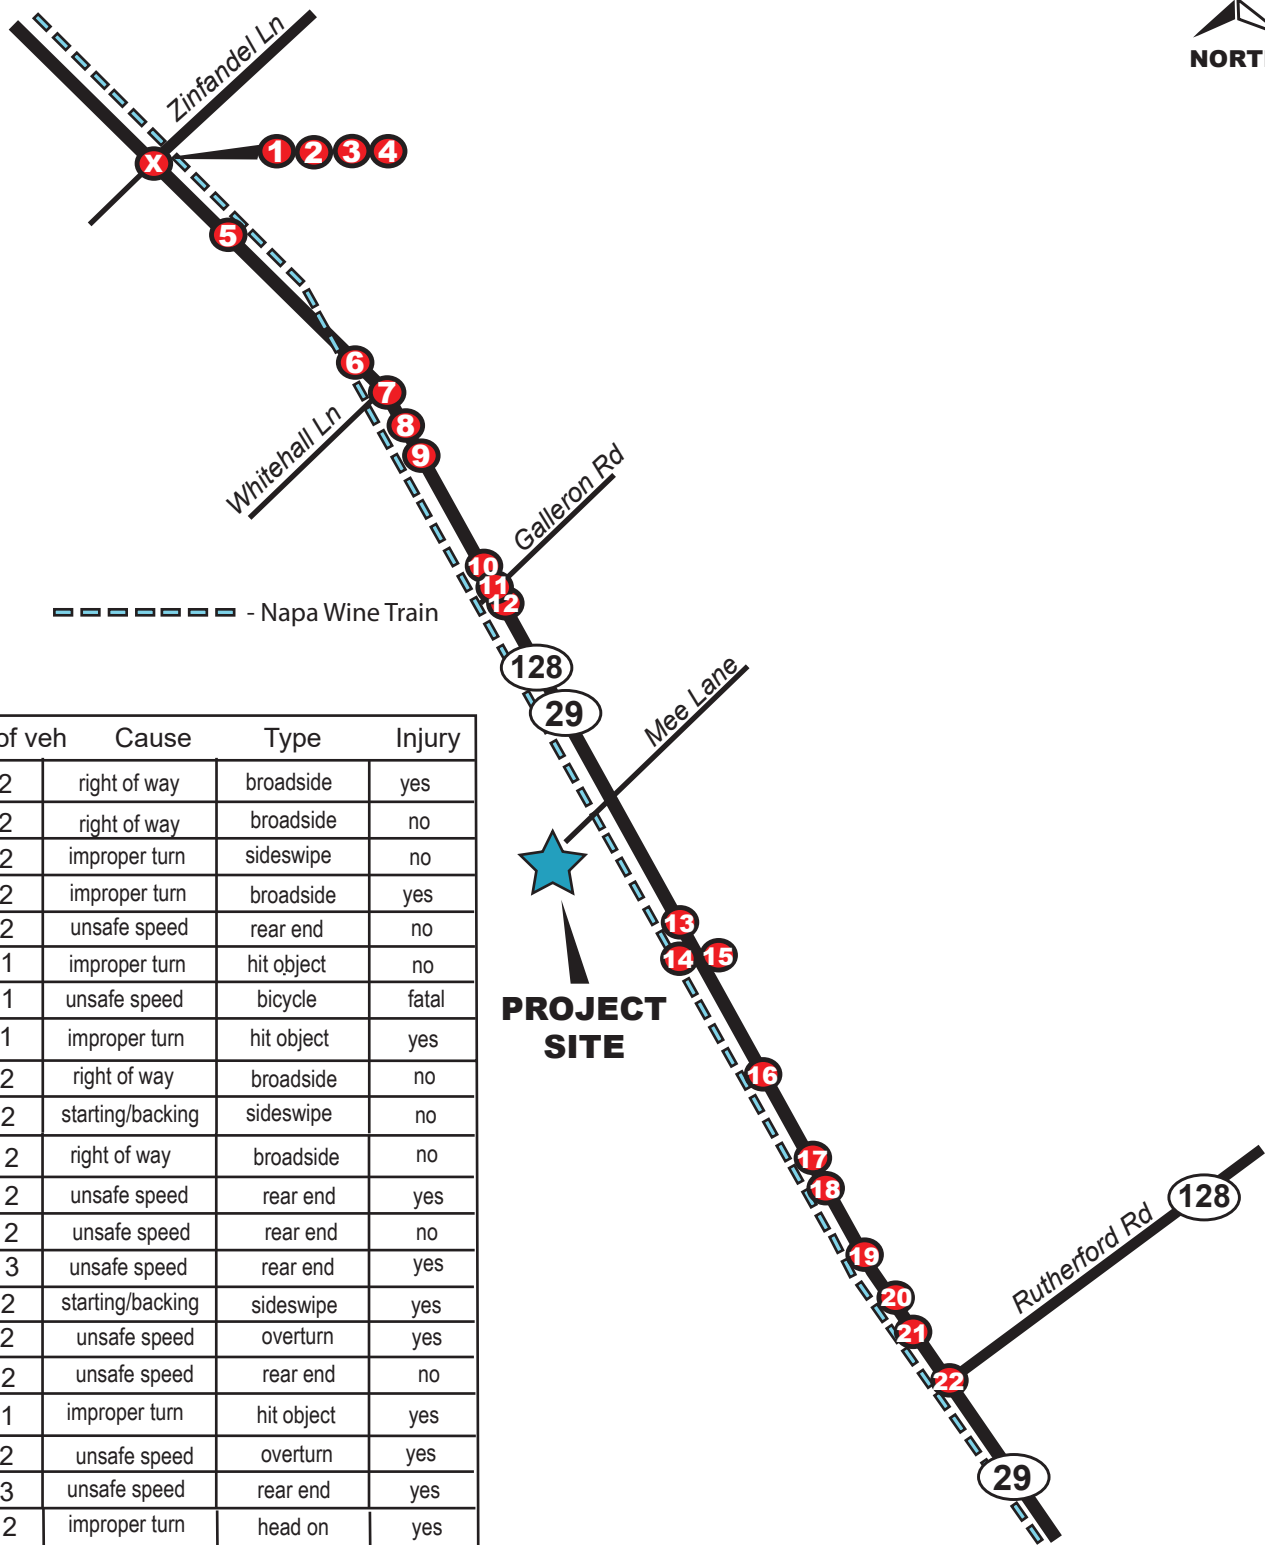 NORT
Zinfandel Ln
X 1 2 3 4
5
6
7
8
9
Whitehall Ln
Galleron Rd
10
11
12
- Napa Wine Train
128
29
Mee Lane
13
14 15
PROJECT
SITE
16
17
18
19
20
21
22
Rutherford Rd
128
29
of veh Cause Type Injury
2 right of way broadside yes
2 right of way broadside no
2 improper turn sideswipe no
2 improper turn broadside yes
2 unsafe speed rear end no
1 improper turn hit object no
1 unsafe speed bicycle fatal
1 improper turn hit object yes
2 right of way broadside no
2 starting/backing sideswipe no
2 right of way broadside no
2 unsafe speed rear end yes
2 unsafe speed rear end no
3 unsafe speed rear end yes
2 starting/backing sideswipe yes
2 unsafe speed overturn yes
2 unsafe speed rear end no
1 improper turn hit object yes
2 unsafe speed overturn yes
3 unsafe speed rear end yes
2 improper turn head on yes